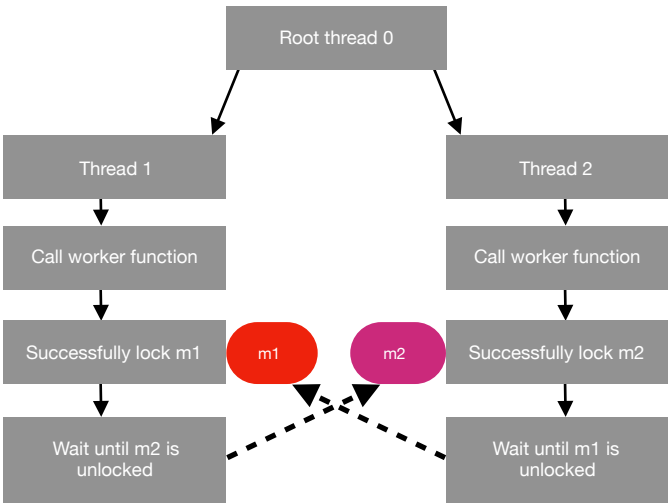 Root thread 0
Thread 1
Thread 2
Call worker function
Call worker function
Successfully lock m1
m1
m2
Successfully lock m2
Wait until m2 is
unlocked
Wait until m1 is
unlocked